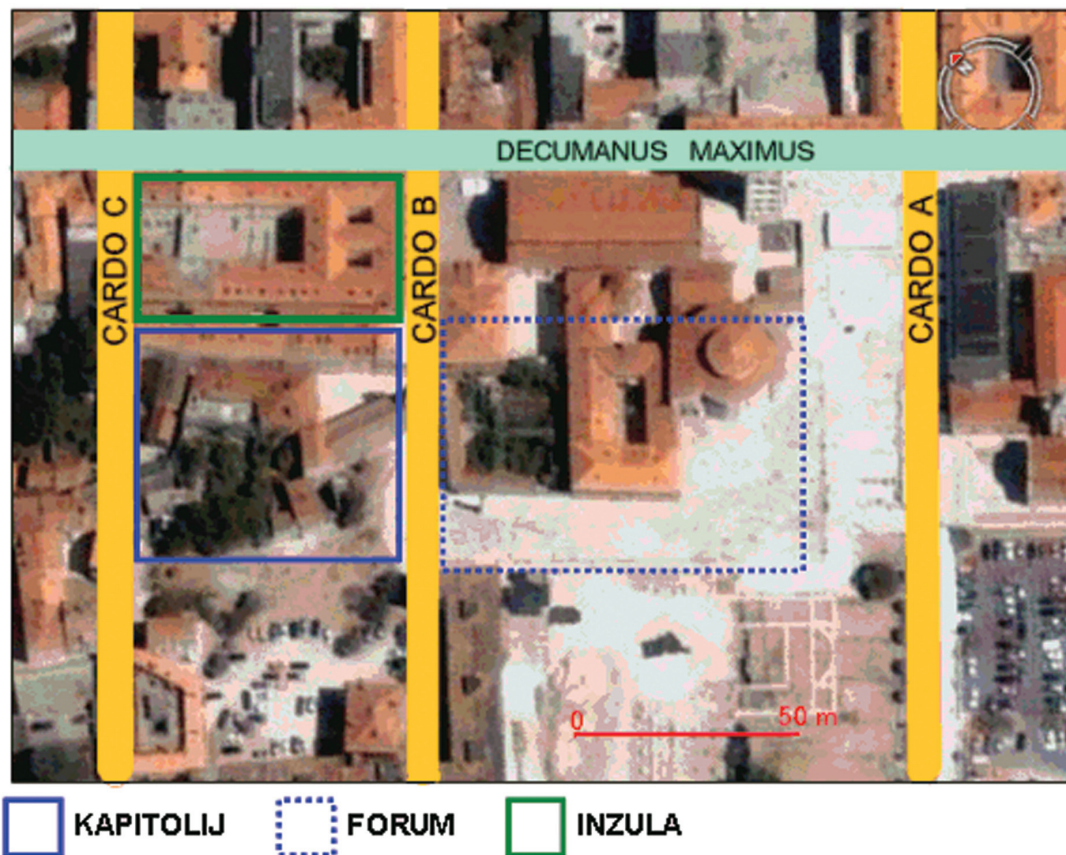 DECUMANUS MAXIMUS
CARDO C
CARDO B
CARDO A
0 50 m
KAPITOLIJ FORUM INZULA